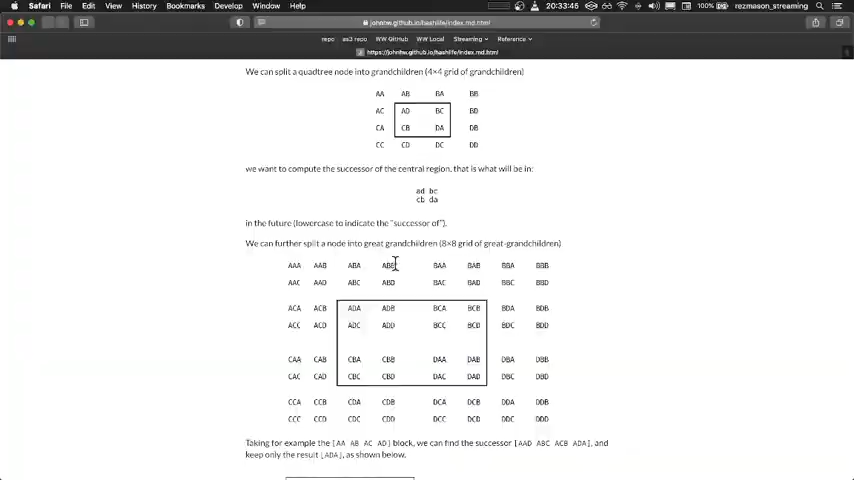 Safari File Edit View History Bookmarks Develop Window Help 100% 20:33:45 rezmason_streaming
johnhw.github.io/hashlife/index.md.html
repo as3 repo WW GitHub WW Local Streaming Reference
https://johnhw.github.io/hashlife/index.md.html
We can split a quadtree node into grandchildren (4×4 grid of grandchildren)
AA AB BA BB
AC AD BC BD
CA CB DA DB
CC CD DC DD
we want to compute the successor of the central region, that is what will be in:
ad bc
cb da
in the future (lowercase to indicate the "successor of").
We can further split a node into great grandchildren (8×8 grid of great-grandchildren)
AAA AAB ABA ABB BAA BAB BBA BBB
AAC AAD ABC ABD BAC BAD BBC BBD
ACA ACB ADA ADB BCA BCB BDA BDB
ACC ACD ADC ADD BCC BCD BDC BDD
CAA CAB CBA CBB DAA DAB DBA DBB
CAC CAD CBC CBD DAC DAD DBC DBD
CCA CCB CDA CDB DCA DCB DDA DDB
CCC CCD CDC CDD DCC DCD DDC DDD
Taking for example the [AA AB AC AD] block, we can find the successor [AAD ABC ACB ADA], and
keep only the result [ADA], as shown below.